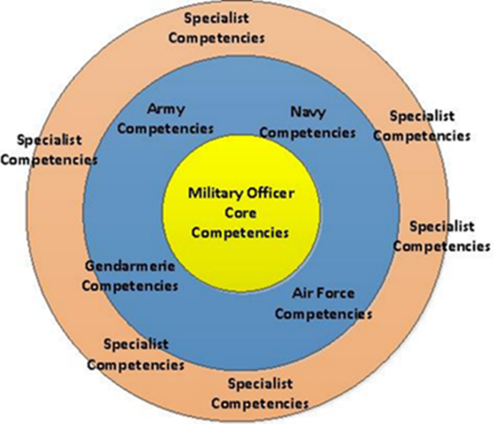 Specialist
Competencies
Army
Competencies
Navy
Competencies
Specialist
Competencies
Specialist
Competencies
Military Officer
Core
Competencies
Specialist
Competencies
Gendarmerie
Competencies
Air Force
Competencies
Specialist
Competencies
Specialist
Competencies